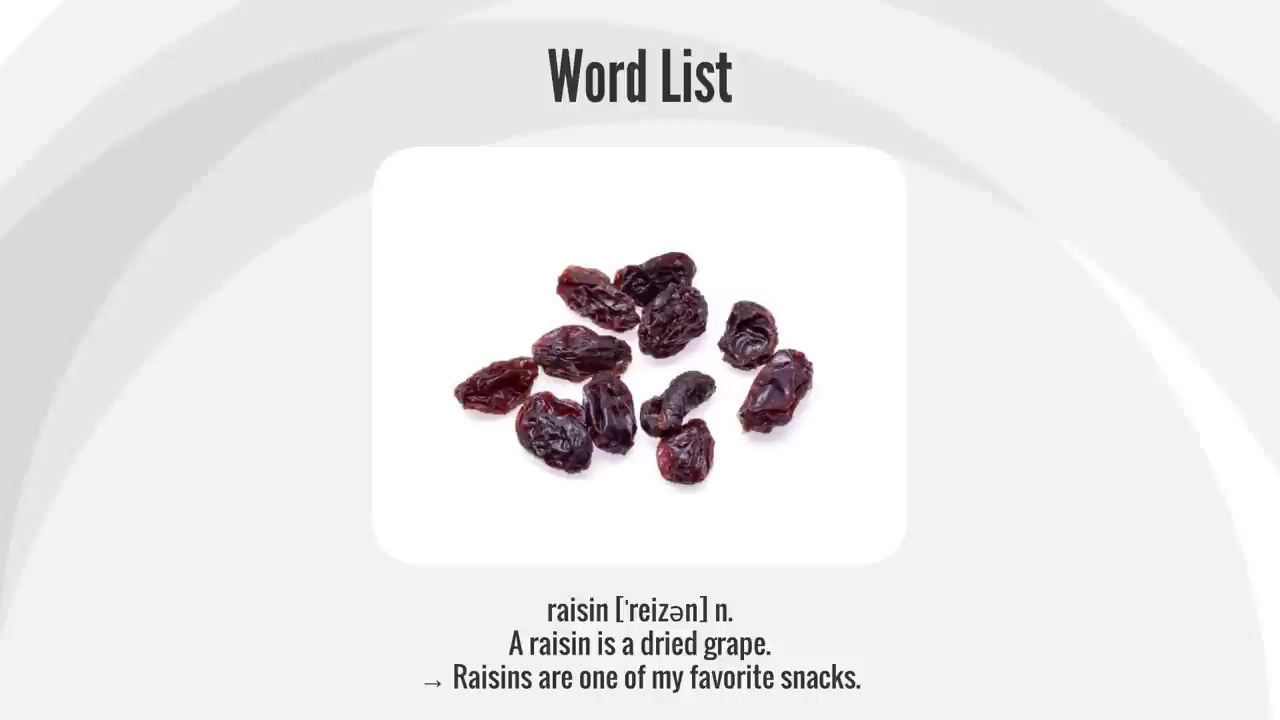 Word List
raisin [ˈreizən] n.
A raisin is a dried grape.
→ Raisins are one of my favorite snacks.